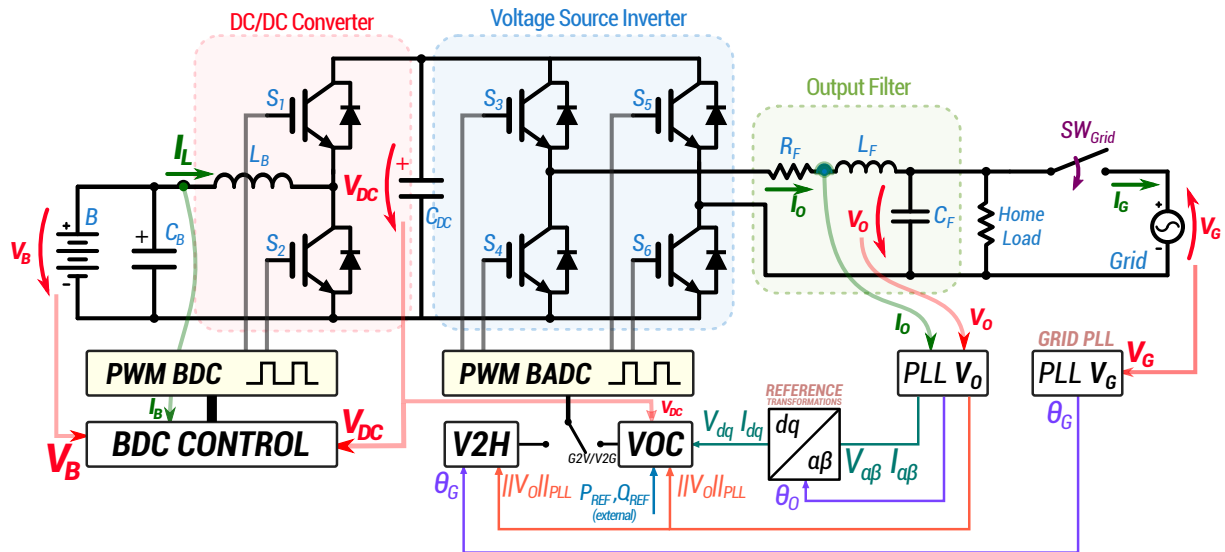 DC/DC Converter
Voltage Source Inverter
Output Filter
S1
S3
S5
SWGrid
IL
LB
RF
LF
VDC
+
CDC
IO
VO
CF
Home
Load
IG
+
-
VG
Grid
VB
+
-
B
+
CB
S2
S4
S6
IO
VO
GRID PLL
PWM BDC
PWM BADC
PLL VO
PLL VG
VG
IB
VDC
VDC
REFERENCE
TRANSFORMATIONS
BDC CONTROL
VB
V2H
G2V/V2G
VOC
Vdq Idq
dq
αβ
Vαβ Iαβ
θG
θG
||VO||PLL
PREF,QREF
(external)
||VO||PLL
θO